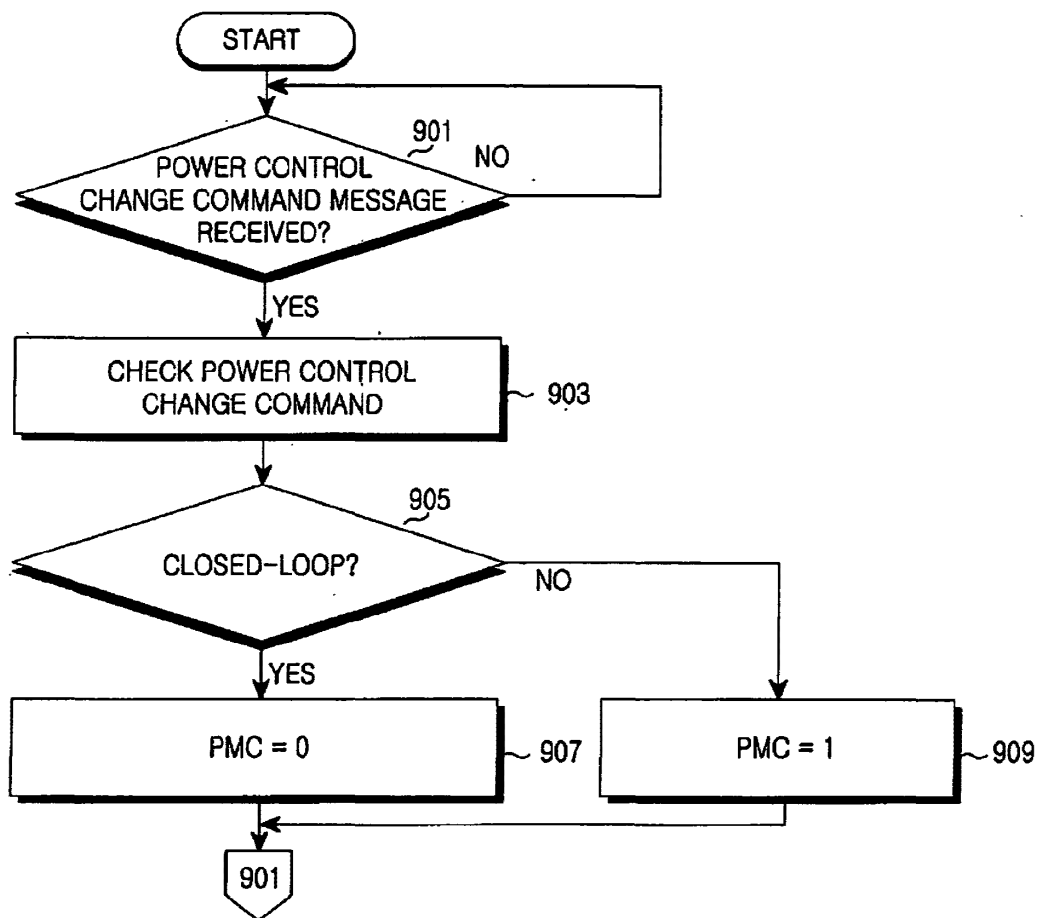 START
901
NO
POWER CONTROL
CHANGE COMMAND MESSAGE
RECEIVED?
YES
CHECK POWER CONTROL
CHANGE COMMAND
903
905
CLOSED-LOOP?
NO
YES
PMC = 0
907
PMC = 1
909
901